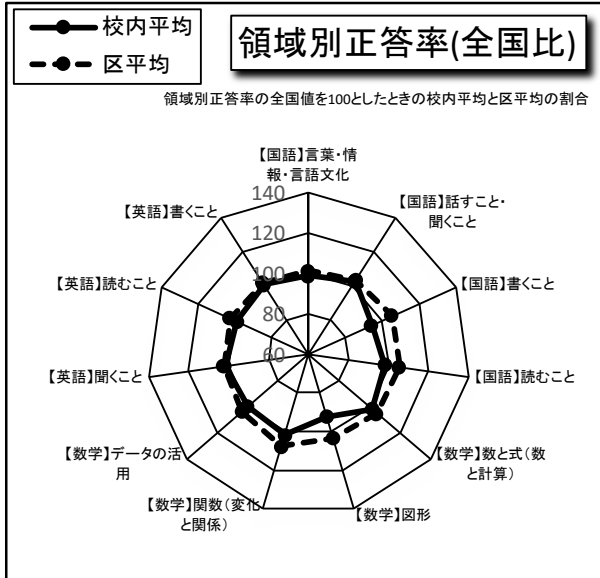 校内平均
区平均
領域別正答率(全国比)
領域別正答率の全国値を100としたときの校内平均と区平均の割合
【国語】言葉・情
報・言語文化
【国語】話すこと・
聞くこと
【国語】書くこと
【国語】読むこと
【数学】数と式(数
と計算)
【数学】図形
【数学】関数(変化
と関係)
【数学】データの活
用
【英語】聞くこと
【英語】読むこと
【英語】書くこと
140
120
100
80
60